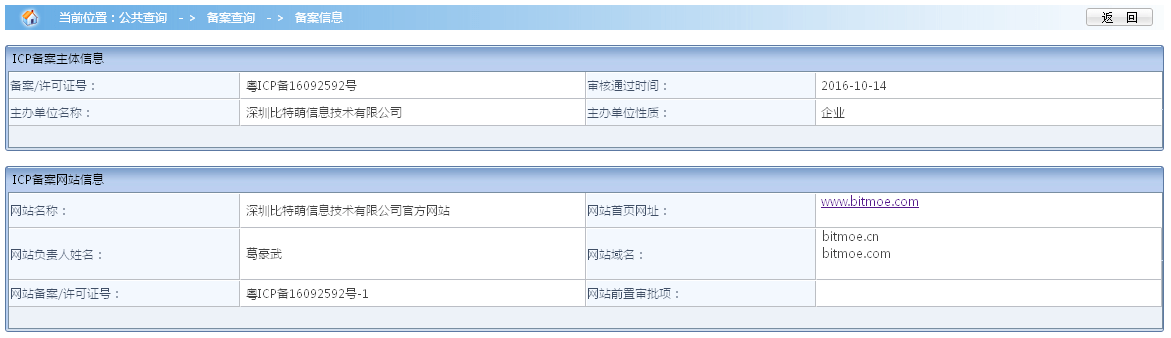 当前位置：公共查询 -> 备案查询 -> 备案信息 返 回
ICP备案主体信息
备案/许可证号： 粤ICP备16092592号 审核通过时间： 2016-10-14
主办单位名称： 深圳比特萌信息技术有限公司 主办单位性质： 企业
ICP备案网站信息
网站名称： 深圳比特萌信息技术有限公司官方网站 网站首页网址： www.bitmoe.com
网站负责人姓名： 葛豪武 网站域名： bitmoe.cn
bitmoe.com
网站备案/许可证号： 粤ICP备16092592号-1 网站前置审批项：